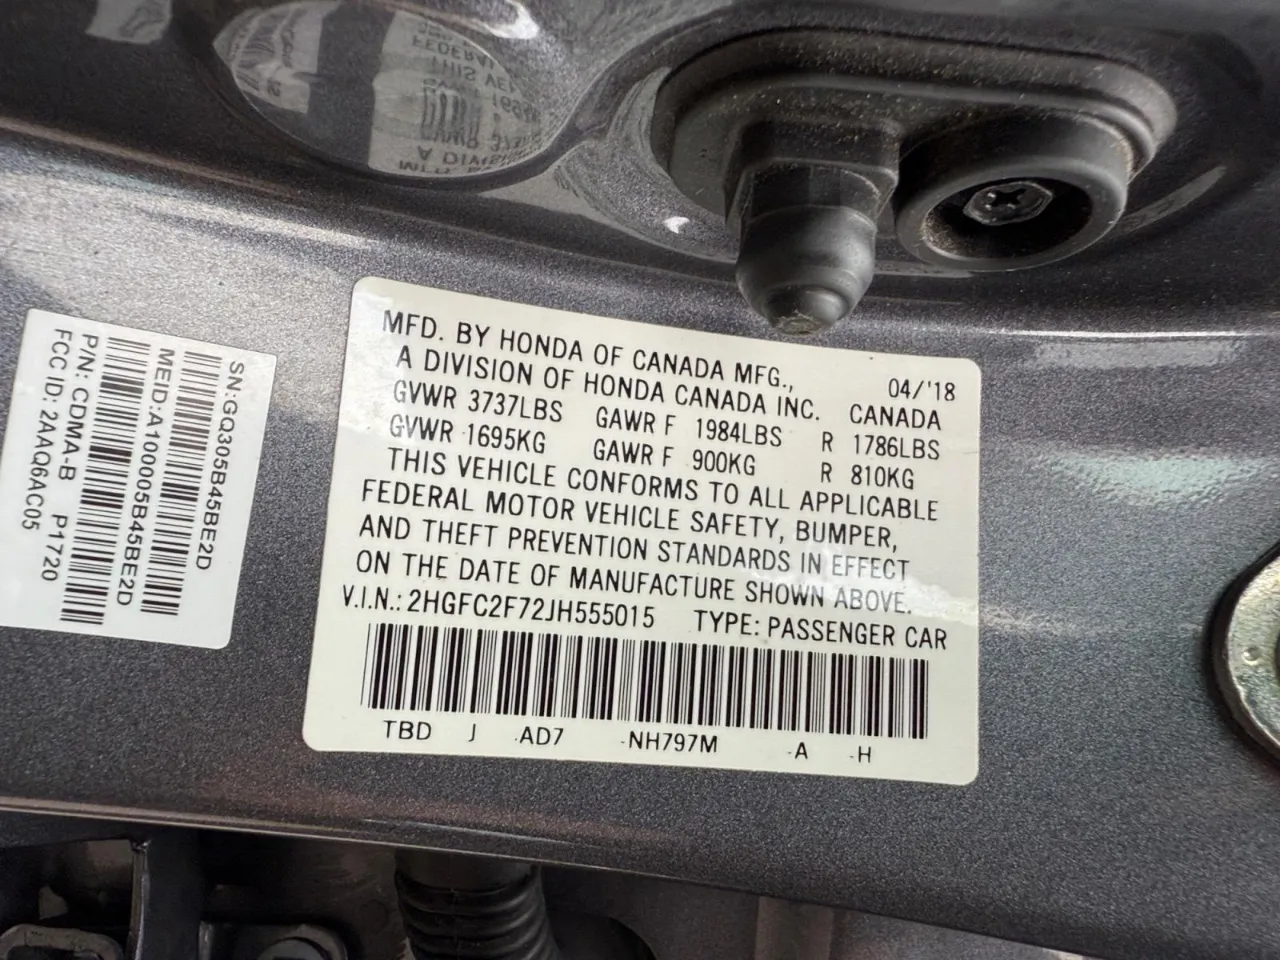 MFD. BY HONDA OF CANADA MFG.,
A DIVISION OF HONDA CANADA INC. 04/'18
GVWR 3737LBS GAWR F 1984LBS CANADA
GVWR 1695KG GAWR F 900KG R 1786LBS
R 810KG
THIS VEHICLE CONFORMS TO ALL APPLICABLE
FEDERAL MOTOR VEHICLE SAFETY, BUMPER,
AND THEFT PREVENTION STANDARDS IN EFFECT
ON THE DATE OF MANUFACTURE SHOWN ABOVE.
V.I.N.: 2HGFC2F72JH555015 TYPE: PASSENGER CAR
TBD J AD7 NH797M A H
SN:GQ305B45BE2D
MEID:A100005B45BE2D
P/N: CDMA-B P1720
FCC ID: 2AAQ6AC05